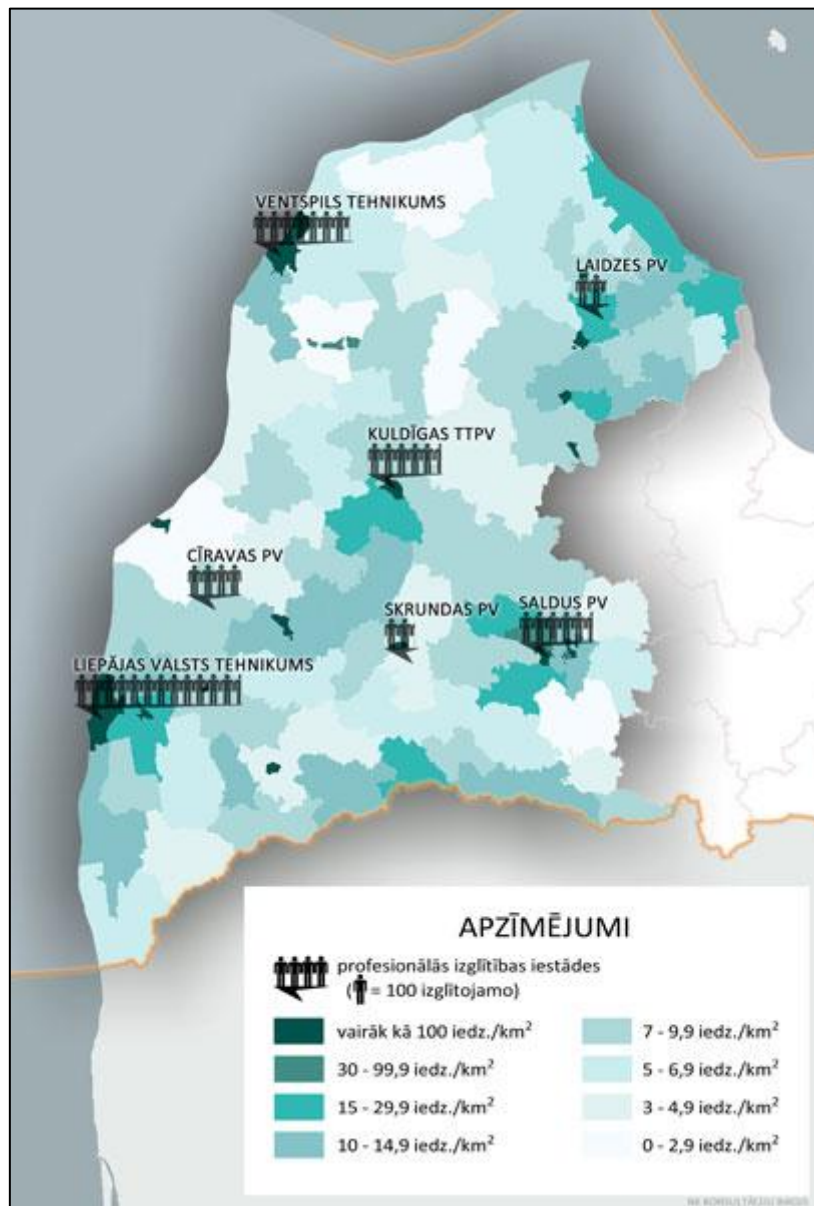 VENTSPILS TEHNIKUMS
LAIDZES PV
KULDĪGAS TTPV
CĪRAVAS PV
SKRUNDAS PV
SALDUS PV
LIEPĀJAS VALSTS TEHNIKUMS
APZĪMĒJUMI
profesionālās izglītības iestādes
(= 100 izglītojamo)
vairāk kā 100 iedz./km²
30 - 99,9 iedz./km²
15 - 29,9 iedz./km²
10 - 14,9 iedz./km²
7 - 9,9 iedz./km²
5 - 6,9 iedz./km²
3 - 4,9 iedz./km²
0 - 2,9 iedz./km²
NK KONSULTĀCIJU BIROJS